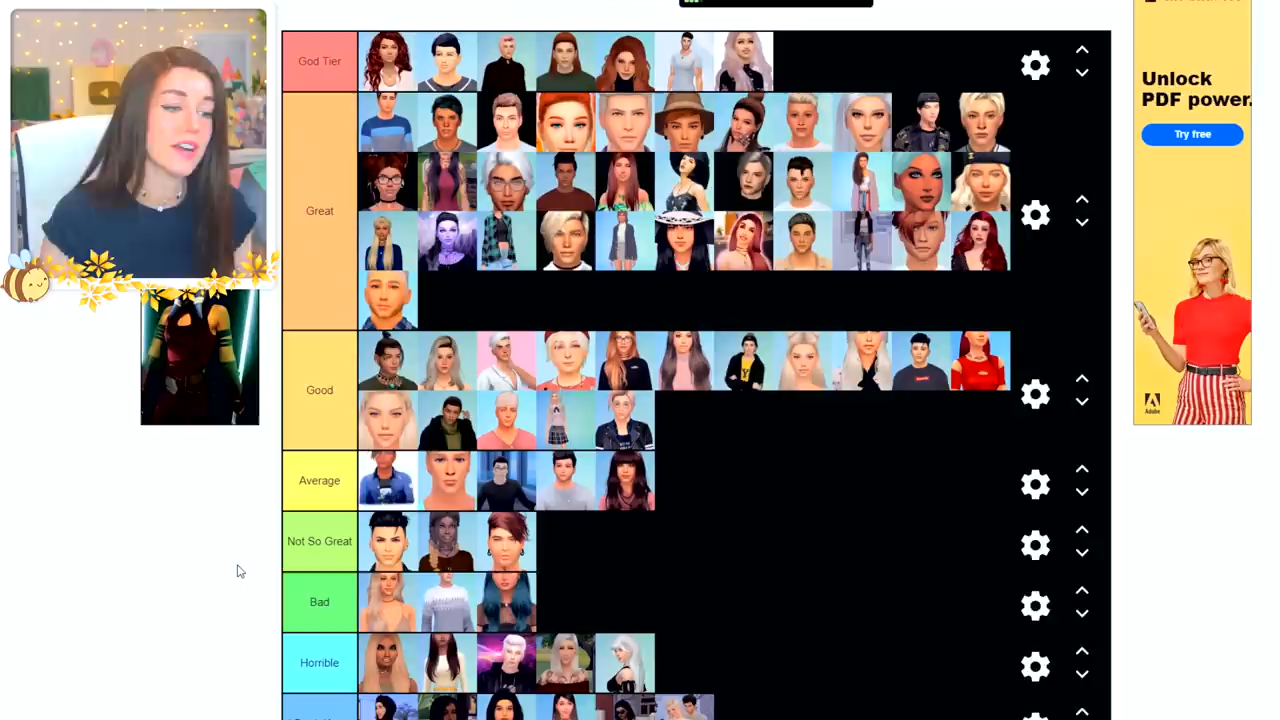 God Tier
Unlock
PDF power.
Try free
Great
Good
Adobe
Average
Not So Great
Bad
Horrible